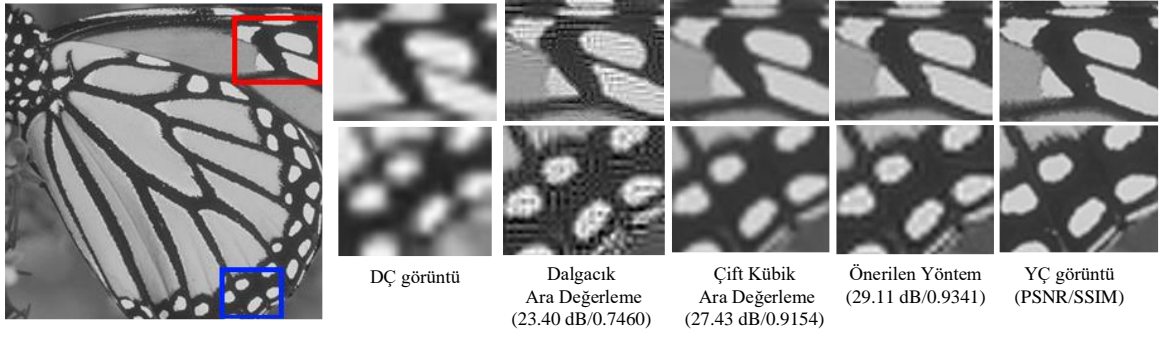 DÇ görüntü
Dalgacık
Ara Değerleme
(23.40 dB/0.7460)
Çift Kübik
Ara Değerleme
(27.43 dB/0.9154)
Önerilen Yöntem
(29.11 dB/0.9341)
YÇ görüntü
(PSNR/SSIM)